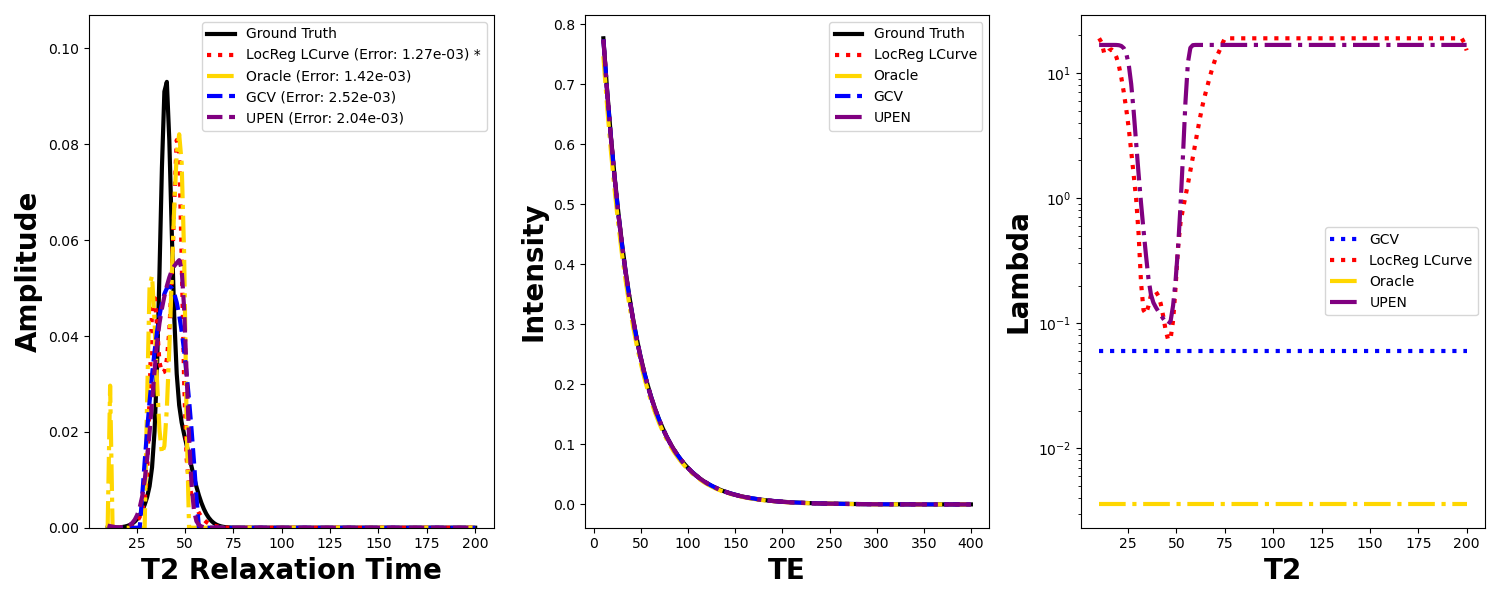 Amplitude
0.10
0.08
0.06
0.04
0.02
0.00
Ground Truth
LocReg LCurve (Error: 1.27e-03) *
Oracle (Error: 1.42e-03)
GCV (Error: 2.52e-03)
UPEN (Error: 2.04e-03)
25 50 75 100 125 150 175 200
T2 Relaxation Time
Intensity
0.8
0.7
0.6
0.5
0.4
0.3
0.2
0.1
0.0
Ground Truth
LocReg LCurve
Oracle
GCV
UPEN
0 50 100 150 200 250 300 350 400
TE
Lambda
10¹
10⁰
10⁻¹
10⁻²
GCV
LocReg LCurve
Oracle
UPEN
25 50 75 100 125 150 175 200
T2